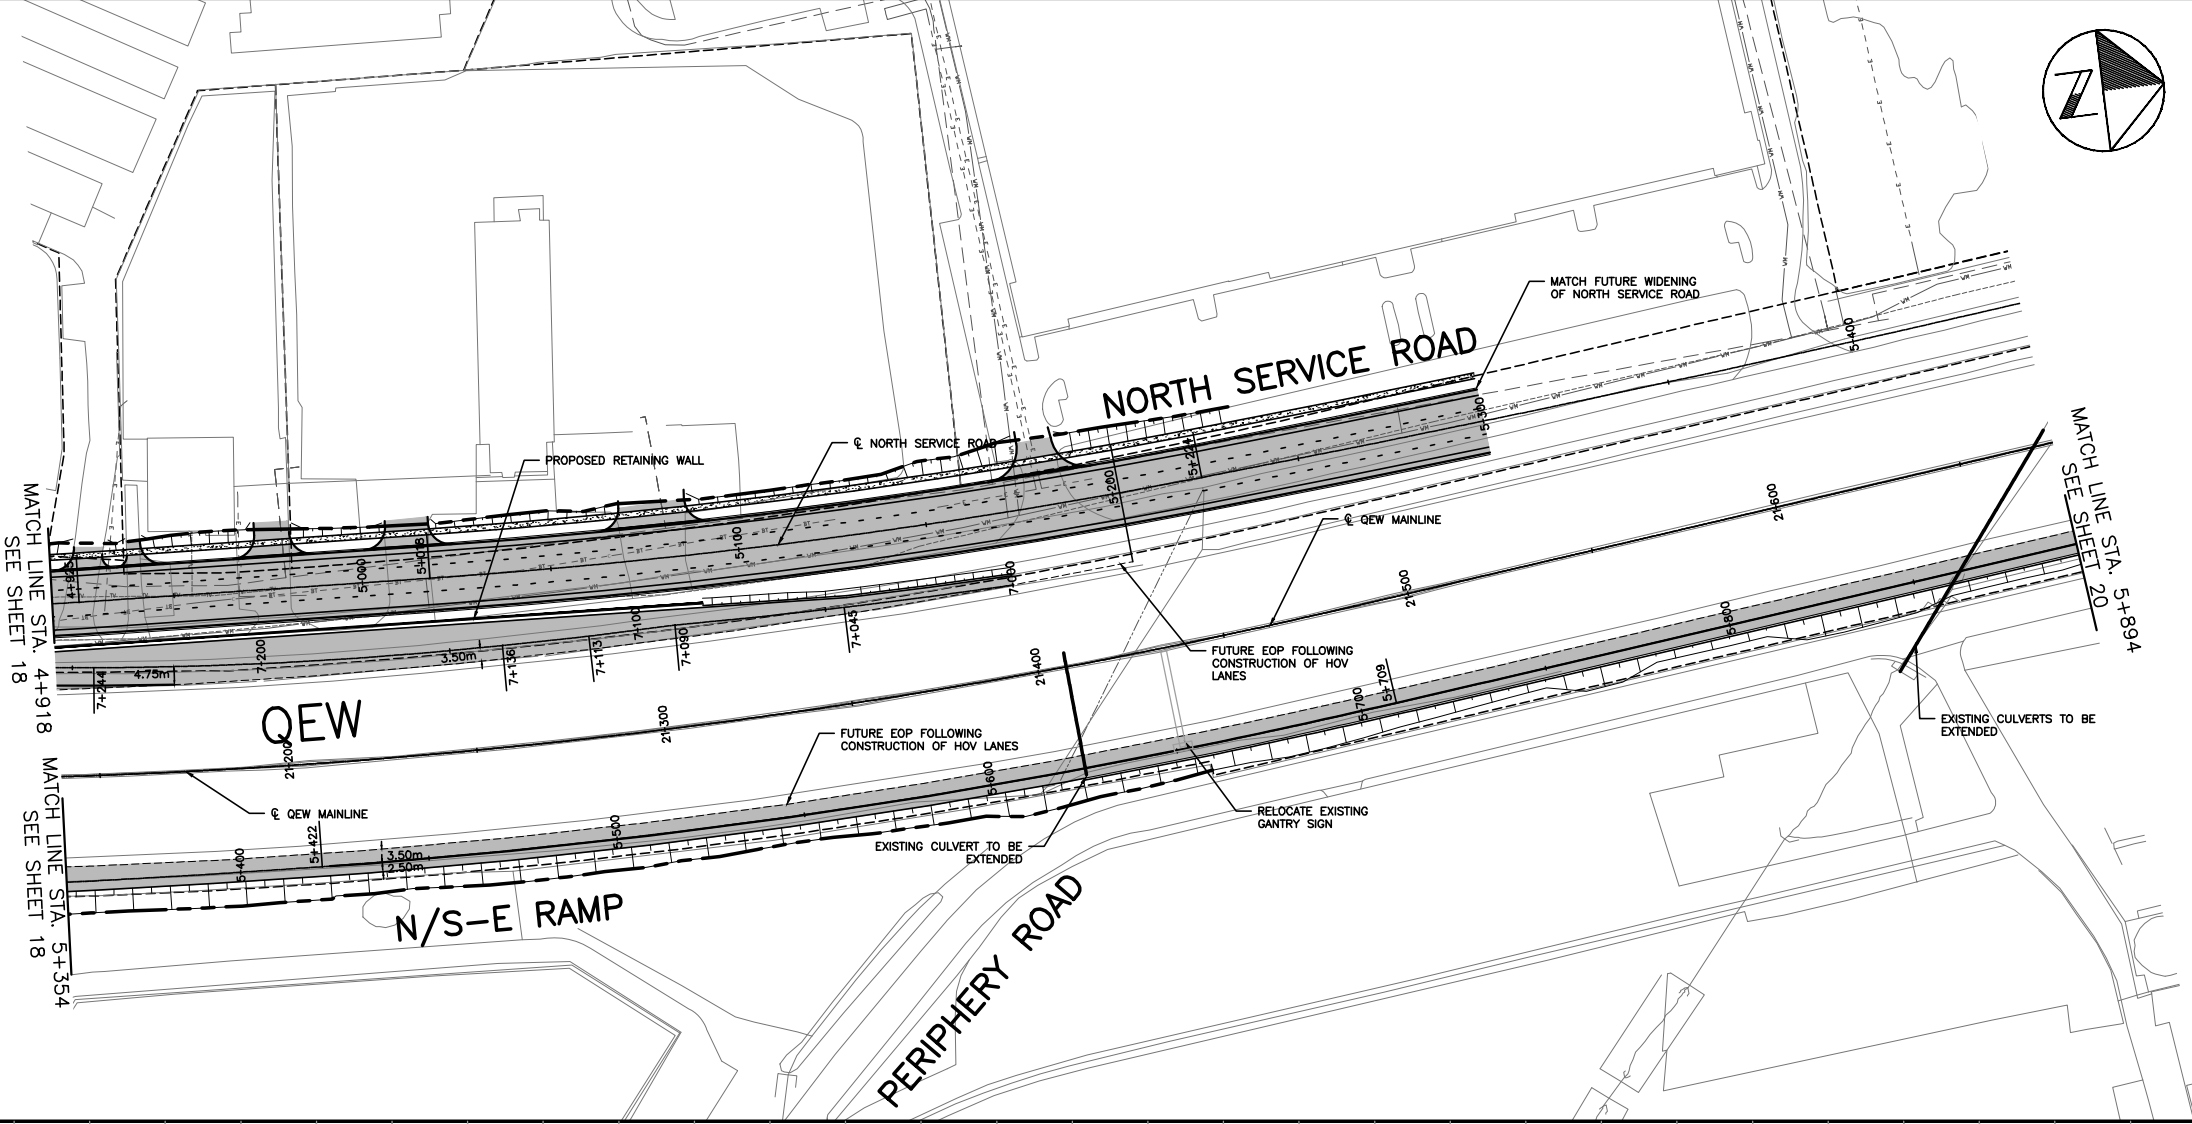 Z
MATCH FUTURE WIDENING
OF NORTH SERVICE ROAD
NORTH SERVICE ROAD
5+400
5+300
℄ NORTH SERVICE ROAD
PROPOSED RETAINING WALL
5+224
5+200
5+100
5+018
5+000
4+925
MATCH LINE STA. 4+918
SEE SHEET 18
7+000
7+045
7+090
7+100
7+113
7+136
7+200
7+244
3.50m
4.75m
℄ QEW MAINLINE
FUTURE EOP FOLLOWING
CONSTRUCTION OF HOV
LANES
QEW
21+200
21+300
21+400
21+500
21+600
℄ QEW MAINLINE
FUTURE EOP FOLLOWING
CONSTRUCTION OF HOV LANES
MATCH LINE STA. 5+894
SEE SHEET 20
EXISTING CULVERTS TO BE
EXTENDED
5+800
5+709
5+700
5+600
5+500
5+422
5+400
3.50m
2.50m
RELOCATE EXISTING
GANTRY SIGN
EXISTING CULVERT TO BE
EXTENDED
MATCH LINE STA. 5+354
SEE SHEET 18
N/S-E RAMP
PERIPHERY ROAD